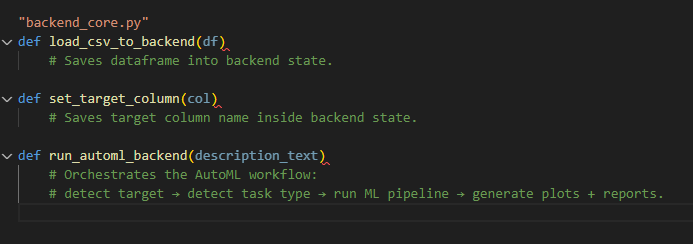 "backend_core.py"
def load_csv_to_backend(df)
# Saves dataframe into backend state.
def set_target_column(col)
# Saves target column name inside backend state.
def run_automl_backend(description_text)
# Orchestrates the AutoML workflow:
# detect target → detect task type → run ML pipeline → generate plots + reports.